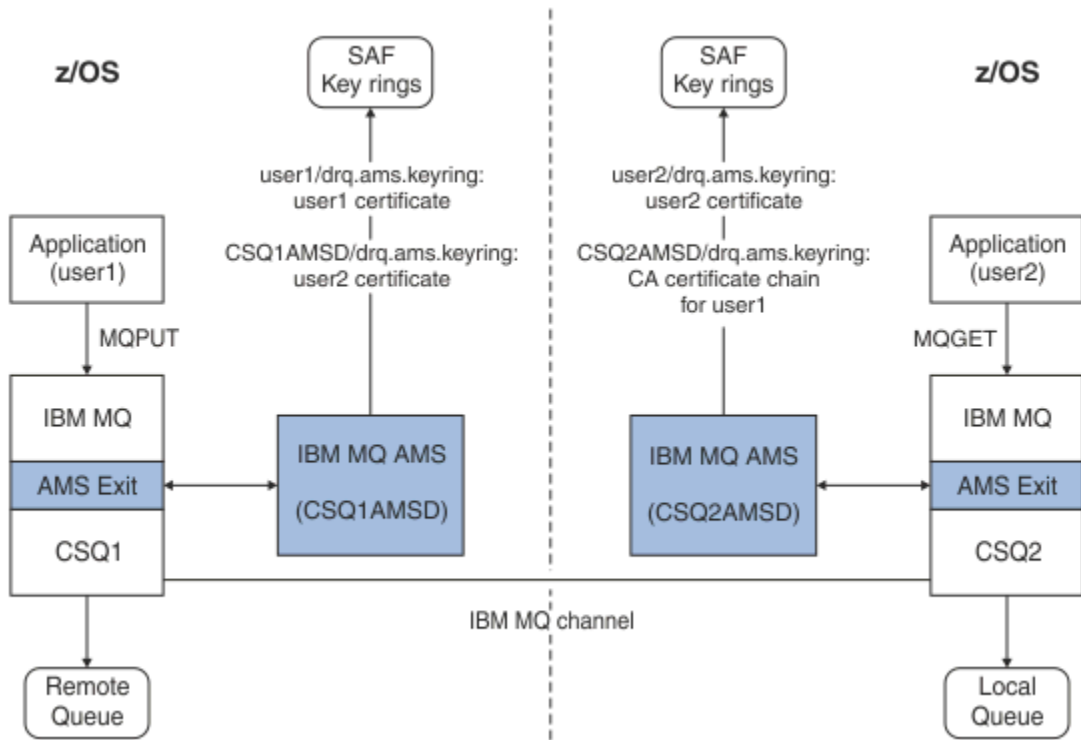 z/OS
SAF
Key rings
user1/drq.ams.keyring:
user1 certificate
CSQ1AMSD/drq.ams.keyring:
user2 certificate
Application
(user1)
MQPUT
IBM MQ
AMS Exit
CSQ1
IBM MQ AMS
(CSQ1AMSD)
Remote
Queue
SAF
Key rings
z/OS
user2/drq.ams.keyring:
user2 certificate
CSQ2AMSD/drq.ams.keyring:
CA certificate chain
for user1
Application
(user2)
MQGET
IBM MQ AMS
(CSQ2AMSD)
IBM MQ
AMS Exit
CSQ2
IBM MQ channel
Local
Queue